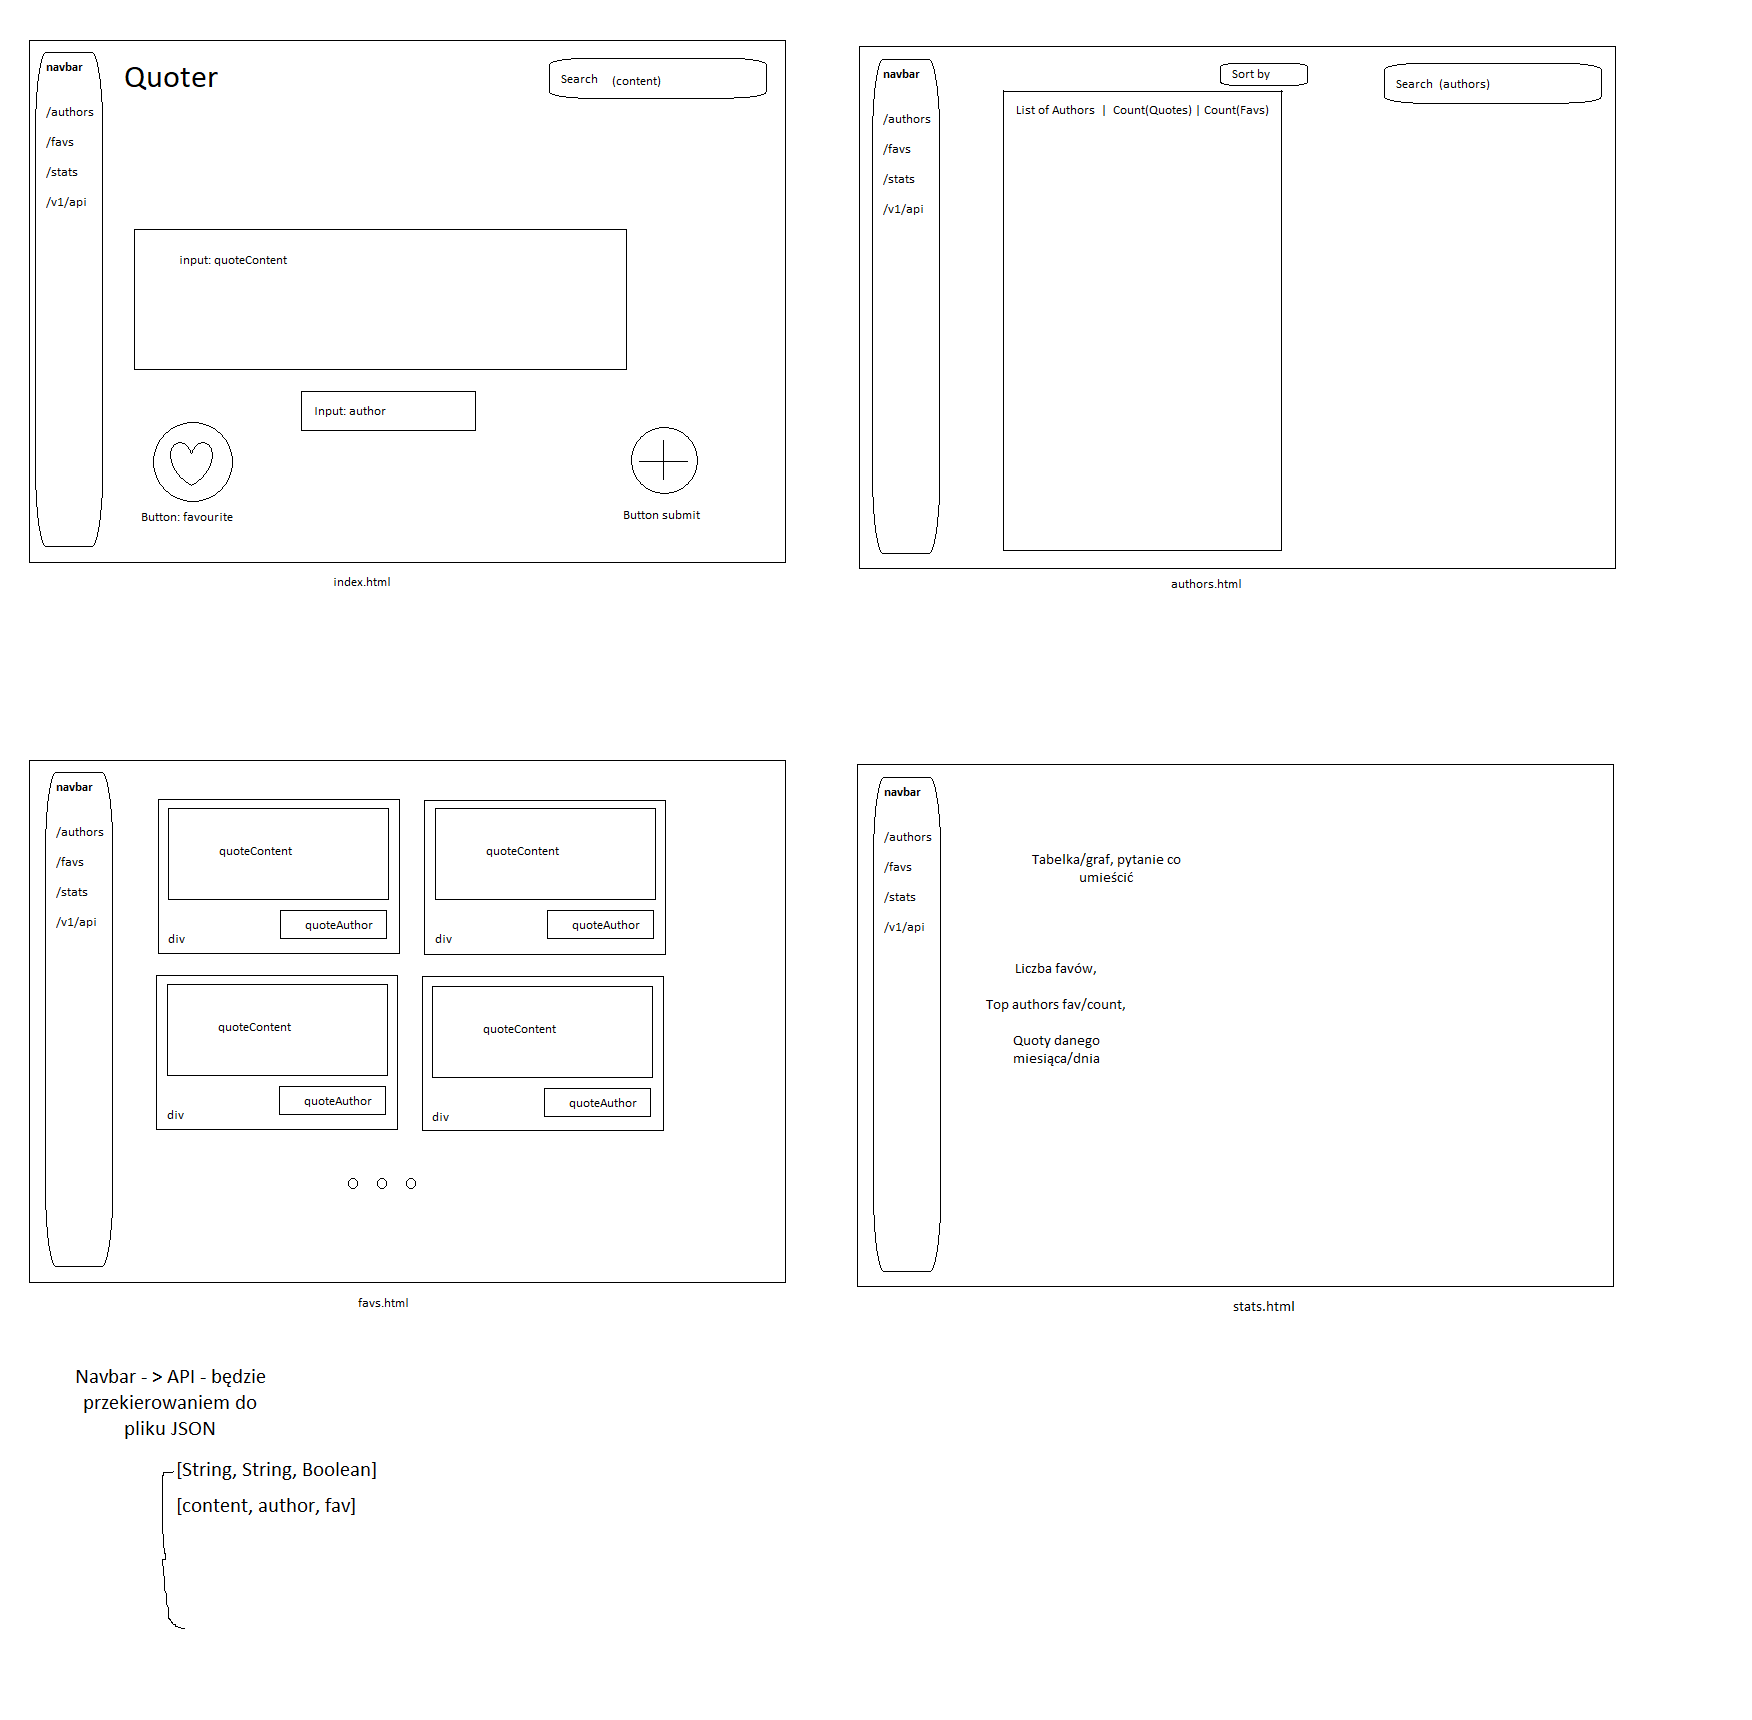 navbar
/authors
/favs
/stats
/v1/api
Quoter
Search (content)
input: quoteContent
Input: author
Button: favourite
Button submit
index.html
navbar
/authors
/favs
/stats
/v1/api
Sort by
Search (authors)
List of Authors | Count(Quotes) | Count(Favs)
authors.html
navbar
/authors
/favs
/stats
/v1/api
quoteContent
quoteAuthor
div
quoteContent
quoteAuthor
div
quoteContent
quoteAuthor
div
quoteContent
quoteAuthor
div
favs.html
navbar
/authors
/favs
/stats
/v1/api
Tabelka/graf, pytanie co
umieścić
Liczba favów,
Top authors fav/count,
Quoty danego
miesiąca/dnia
stats.html
Navbar - > API - będzie
przekierowaniem do
pliku JSON
[String, String, Boolean]
[content, author, fav]